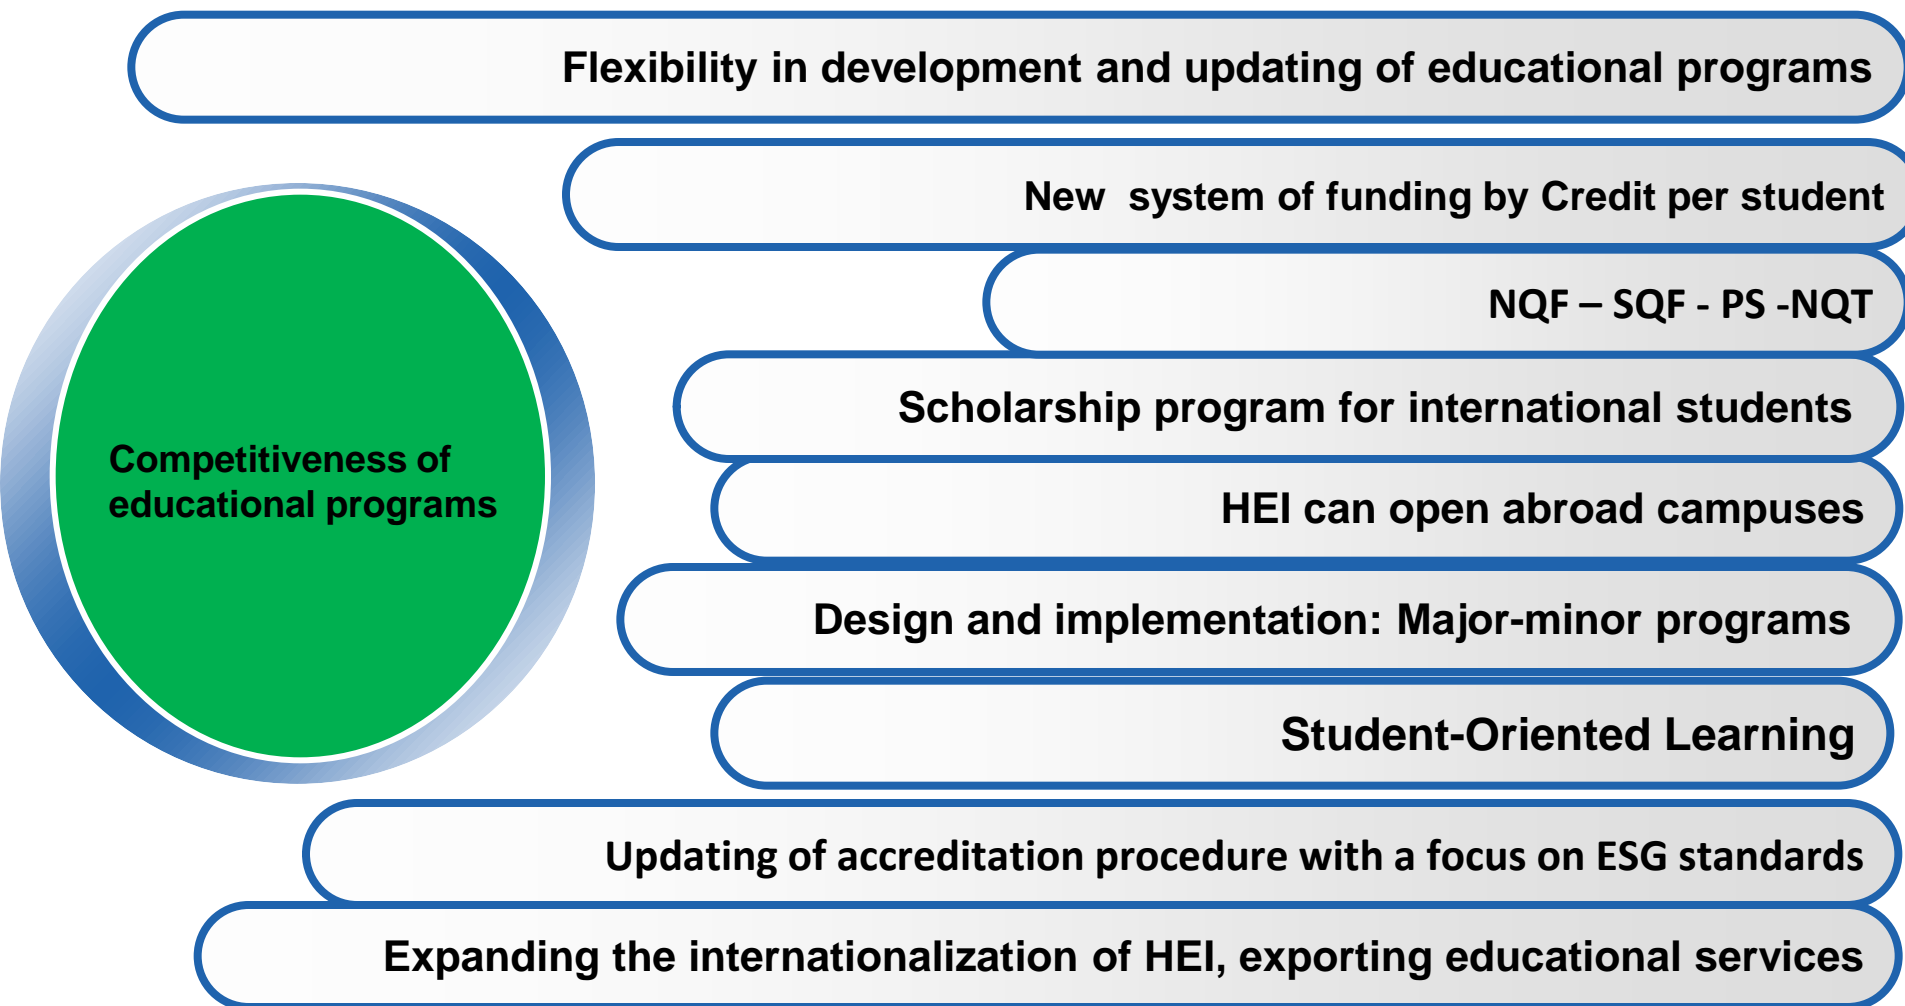 Flexibility in development and updating of educational programs
New system of funding by Credit per student
NQF – SQF - PS -NQT
Scholarship program for international students
Competitiveness of
educational programs
HEI can open abroad campuses
Design and implementation: Major-minor programs
Student-Oriented Learning
Updating of accreditation procedure with a focus on ESG standards
Expanding the internationalization of HEI, exporting educational services